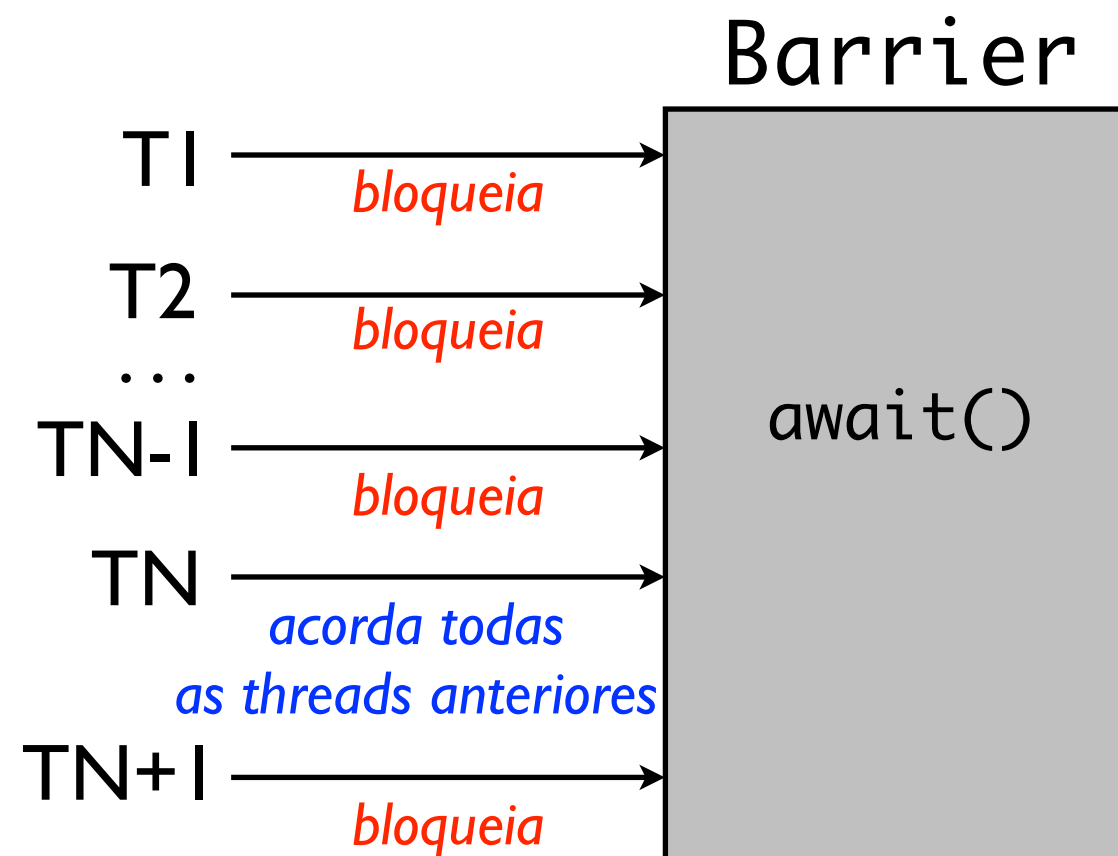 Barrier
T1
bloqueia
T2
bloqueia
...
TN-1
await()
bloqueia
TN
acorda todas
as threads anteriores
TN+1
bloqueia